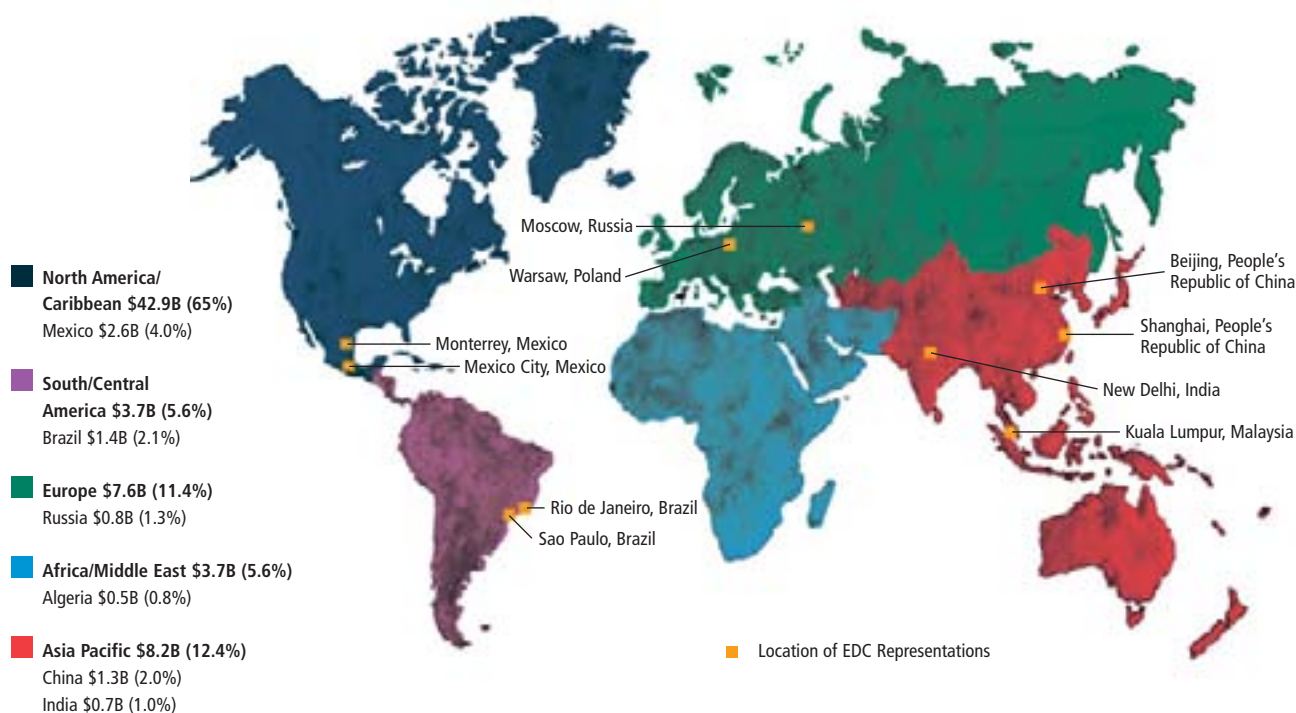 North America/
Caribbean $42.9B (65%)
Mexico $2.6B (4.0%)
South/Central
America $3.7B (5.6%)
Brazil $1.4B (2.1%)
Europe $7.6B (11.4%)
Russia $0.8B (1.3%)
Africa/Middle East $3.7B (5.6%)
Algeria $0.5B (0.8%)
Asia Pacific $8.2B (12.4%)
China $1.3B (2.0%)
India $0.7B (1.0%)
Moscow, Russia
Warsaw, Poland
Monterrey, Mexico
Mexico City, Mexico
Rio de Janeiro, Brazil
Sao Paulo, Brazil
Beijing, People’s
Republic of China
Shanghai, People’s
Republic of China
New Delhi, India
Kuala Lumpur, Malaysia
Location of EDC Representations